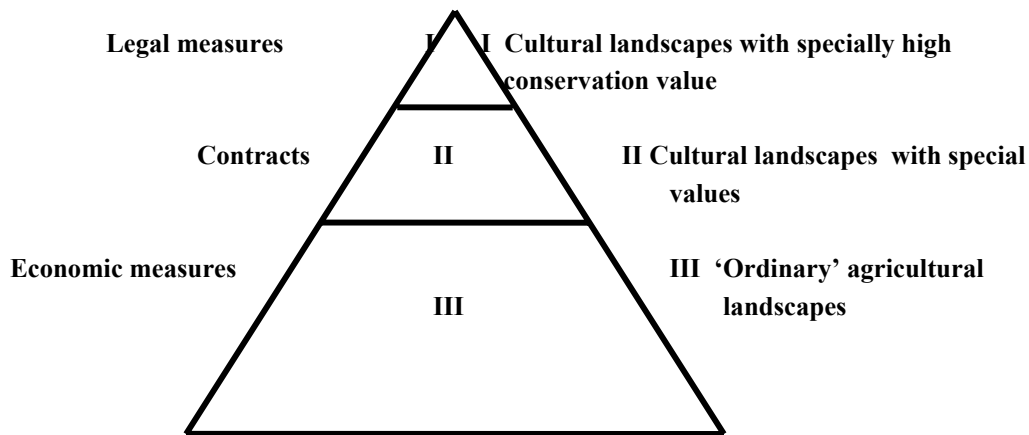 Legal measures I I Cultural landscapes with specially high
conservation value
Contracts II II Cultural landscapes with special
values
Economic measures III ‘Ordinary’ agricultural
III landscapes